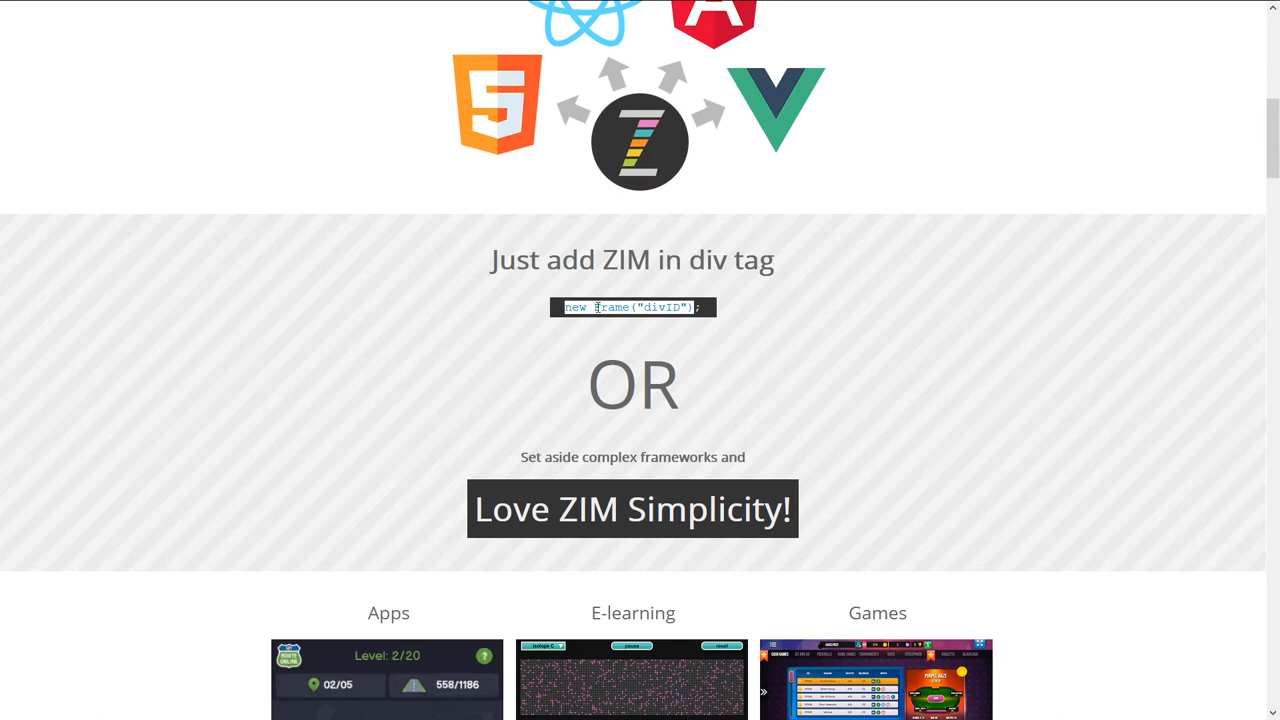 Just add ZIM in div tag
new Frame("divID");
OR
Set aside complex frameworks and
Love ZIM Simplicity!
Apps
E-learning
Games
Level: 2/20
?
02/05
558/1186
isotope C
pause
reset